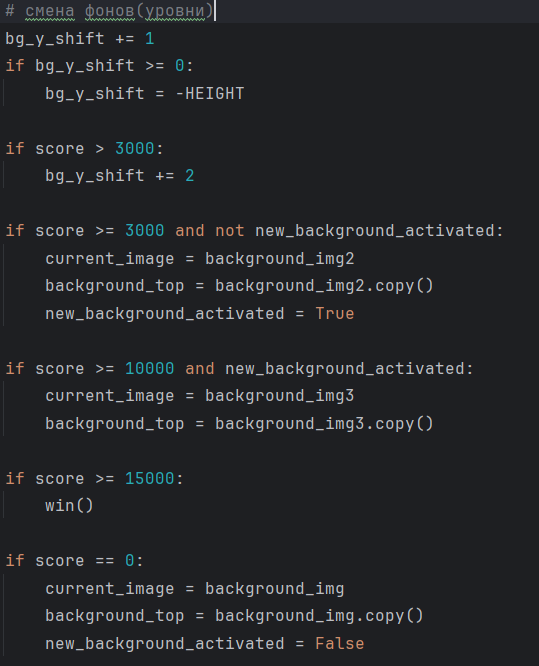 # смена фонов(уровни)
bg_y_shift += 1
if bg_y_shift >= 0:
    bg_y_shift = -HEIGHT
if score > 3000:
    bg_y_shift += 2
if score >= 3000 and not new_background_activated:
    current_image = background_img2
    background_top = background_img2.copy()
    new_background_activated = True
if score >= 10000 and new_background_activated:
    current_image = background_img3
    background_top = background_img3.copy()
if score >= 15000:
    win()
if score == 0:
    current_image = background_img
    background_top = background_img.copy()
    new_background_activated = False